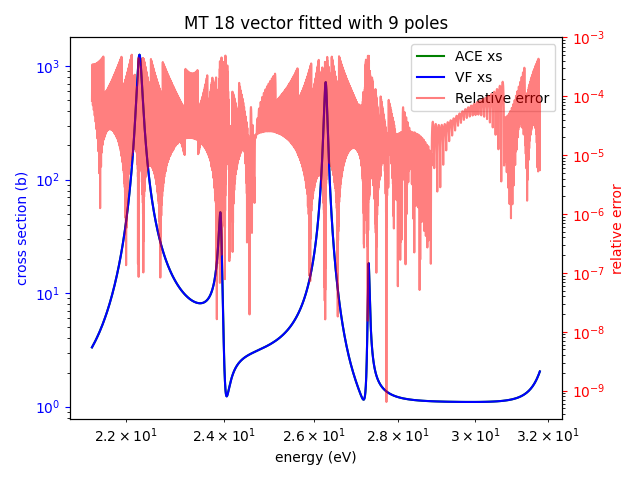 MT 18 vector fitted with 9 poles
ACE xs
VF xs
Relative error
10³
10²
10¹
10⁰
cross section (b)
10⁻³
10⁻⁴
10⁻⁵
10⁻⁶
10⁻⁷
10⁻⁸
10⁻⁹
relative error
2.2 × 10¹ 2.4 × 10¹ 2.6 × 10¹ 2.8 × 10¹ 3 × 10¹ 3.2 × 10¹
energy (eV)